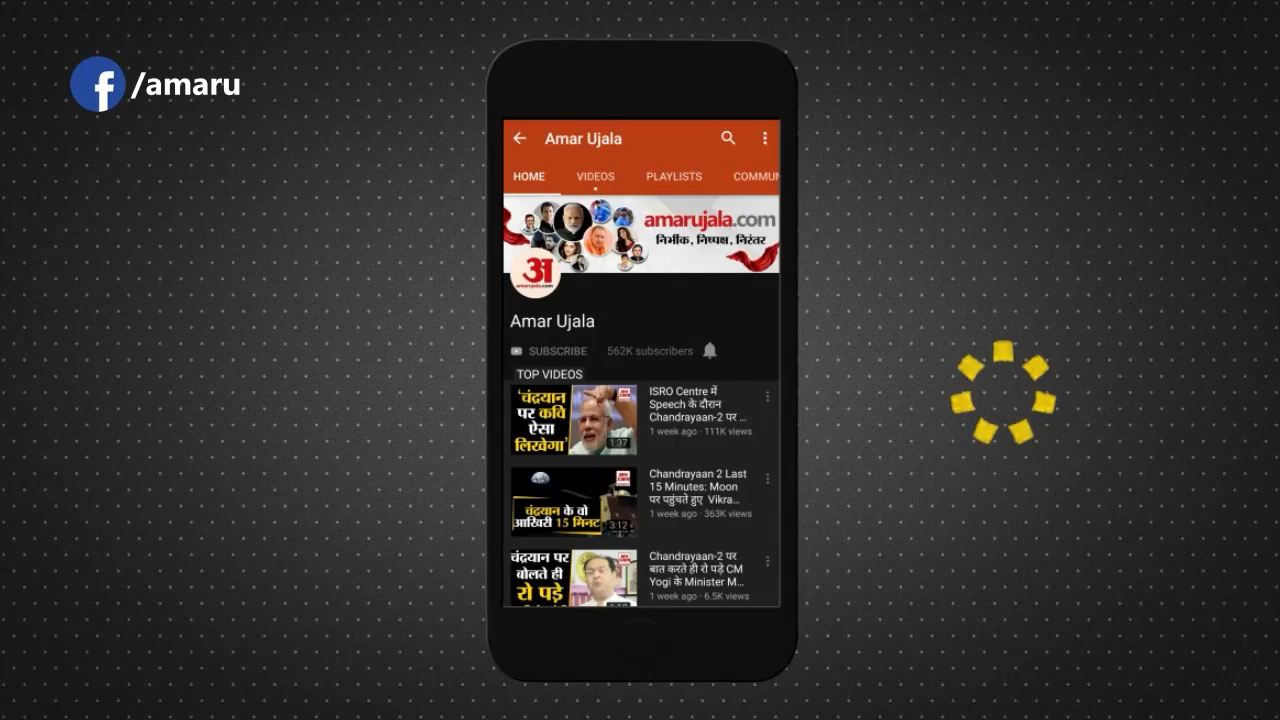 /amaru
Amar Ujala
HOME VIDEOS PLAYLISTS COMMUN
amarujala.com
निर्भीक, निष्पक्ष, निरंतर
अ
amarujala.com
Amar Ujala
SUBSCRIBE 562K subscribers
TOP VIDEOS
'चंद्रयान
पर कवि
ऐसा
लिखेगा'
1:37
ISRO Centre में
Speech के दौरान
Chandrayaan-2 पर ...
1 week ago · 111K views
चंद्रयान के वो
आखिरी 15 मिनट
3:12
Chandrayaan 2 Last
15 Minutes: Moon
पर पहुंचते हुए Vikra...
1 week ago · 363K views
चंद्रयान पर
बोलते ही
रो पड़े
Chandrayaan-2 पर
बात करते ही रो पड़े CM
Yogi के Minister M...
1 week ago · 6.5K views